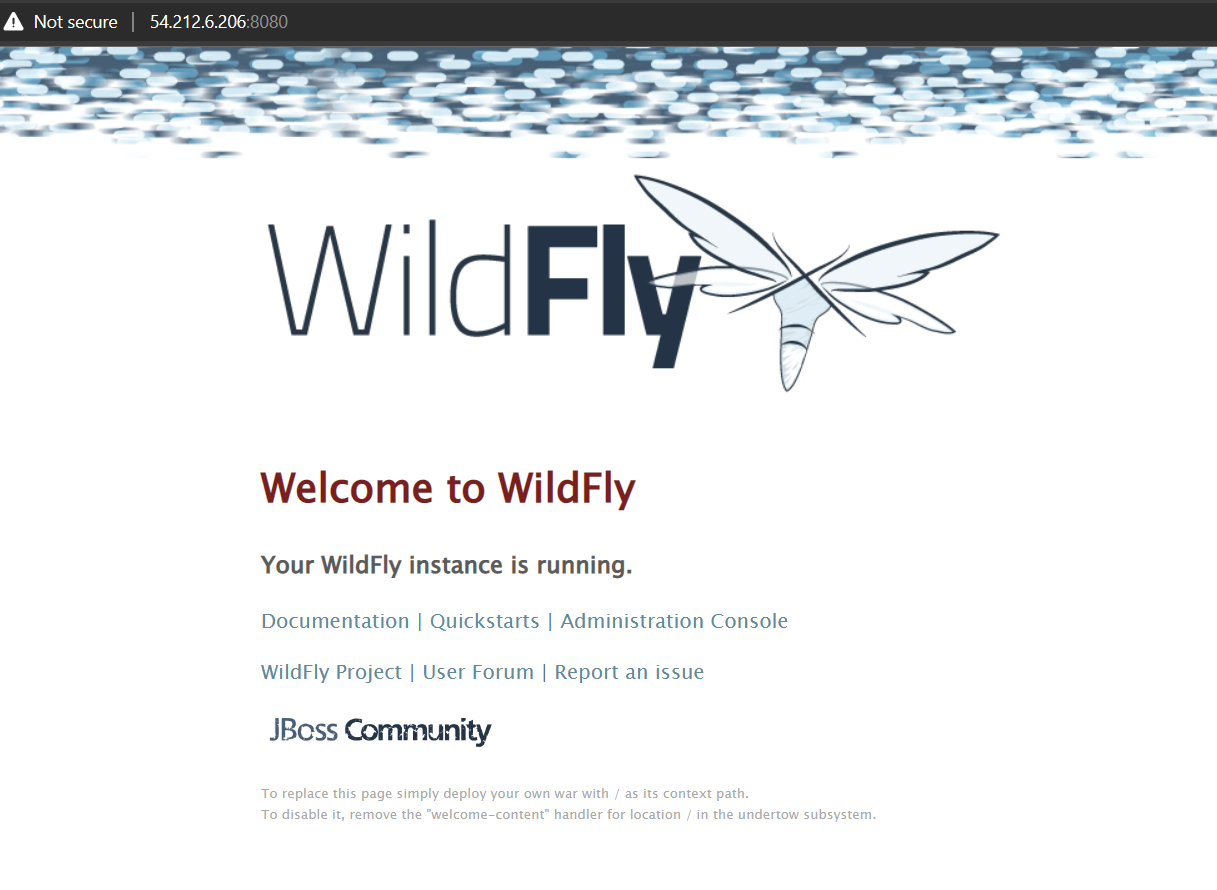 Not secure | 54.212.6.206:8080
WildFly
Welcome to WildFly
Your WildFly instance is running.
Documentation | Quickstarts | Administration Console
WildFly Project | User Forum | Report an issue
JBoss Community
To replace this page simply deploy your own war with / as its context path.
To disable it, remove the "welcome-content" handler for location / in the undertow subsystem.